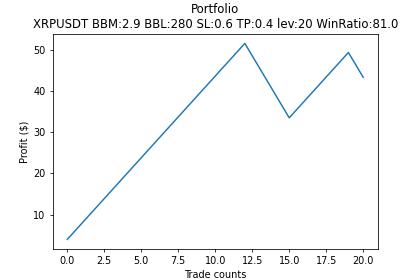 Portfolio
XRPUSDT BBM:2.9 BBL:280 SL:0.6 TP:0.4 lev:20 WinRatio:81.0
50
40
30
20
10
Profit ($)
0.0 2.5 5.0 7.5 10.0 12.5 15.0 17.5 20.0
Trade counts